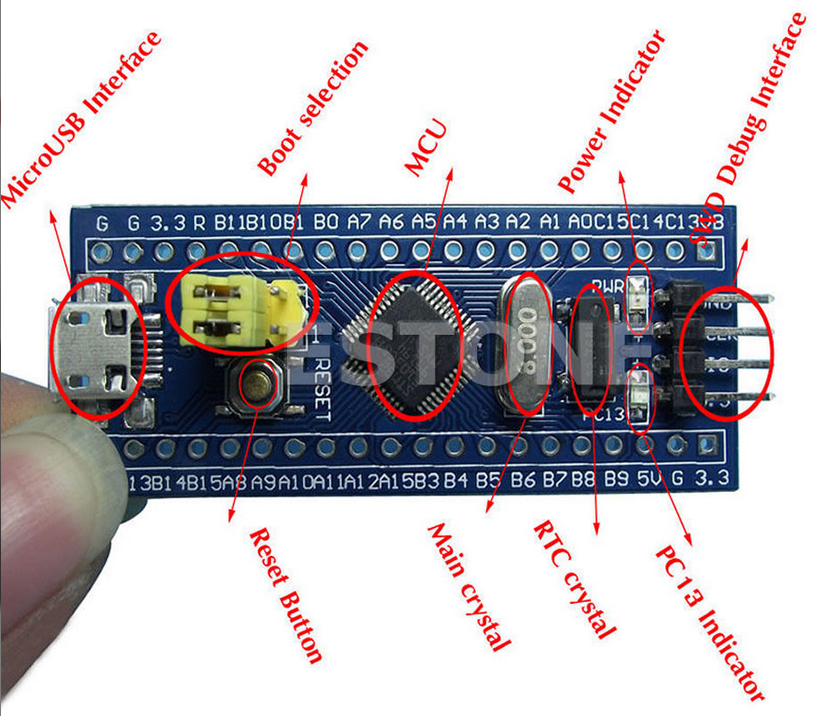 MicroUSB Interface
Boot selection
MCU
Power Indicator
SWD Debug Interface
G G 3.3 R B11 B10 B1 B0 A7 A6 A5 A4 A3 A2 A1 A0 C15 C14 C13 B
PWR
GND
8.000
ESTONE
RESET
PC13
13 B14 B15 A8 A9 A10 A11 A12 A15 B3 B4 B5 B6 B7 B8 B9 5V G 3.3
Reset Button
Main crystal
RTC crystal
PC13 Indicator